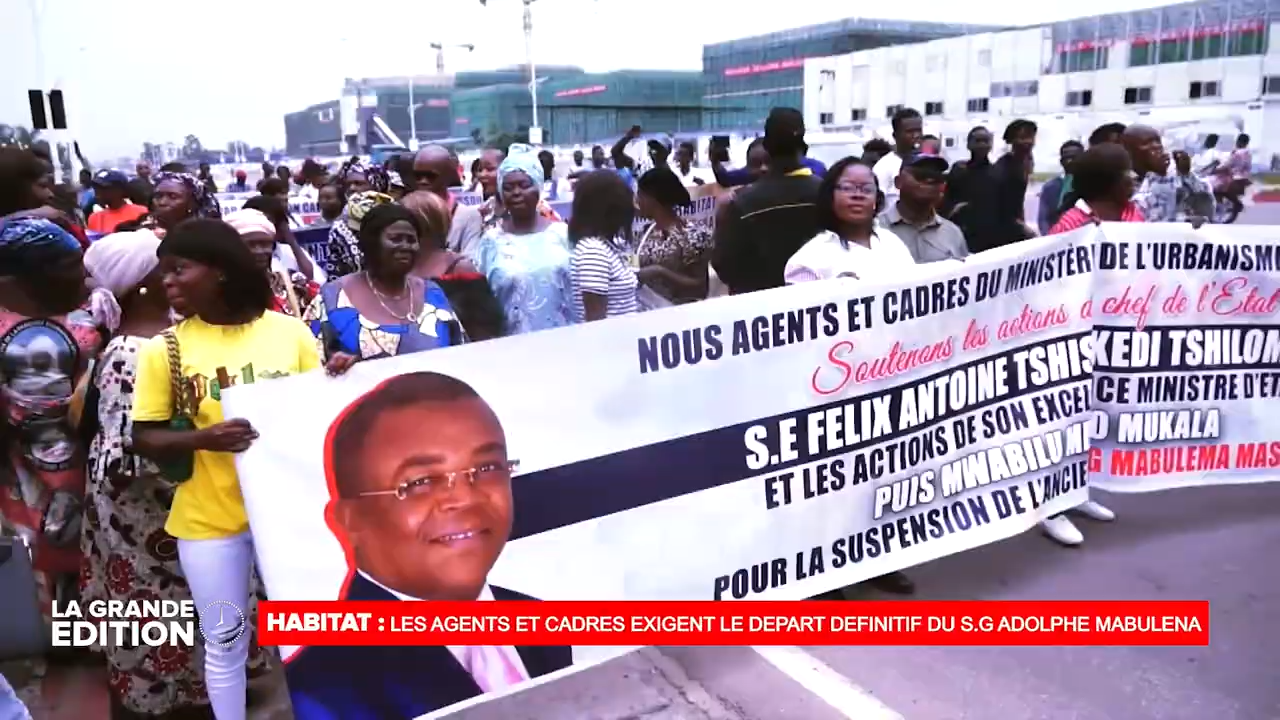 HABITAT
NOUS AGENTS ET CADRES DU MINISTÈR DE L'URBANISM
Soutenons les actions d chef de l'Etat
S.E FELIX ANTOINE TSHIS KEDI TSHILOM
ET LES ACTIONS DE SON EXCEL CE MINISTRE D'ET
PUIS MWABILU M O MUKALA
POUR LA SUSPENSION DE L'ANCIE G MABULEMA MAS
LA GRANDE
EDITION
HABITAT : LES AGENTS ET CADRES EXIGENT LE DEPART DEFINITIF DU S.G ADOLPHE MABULENA